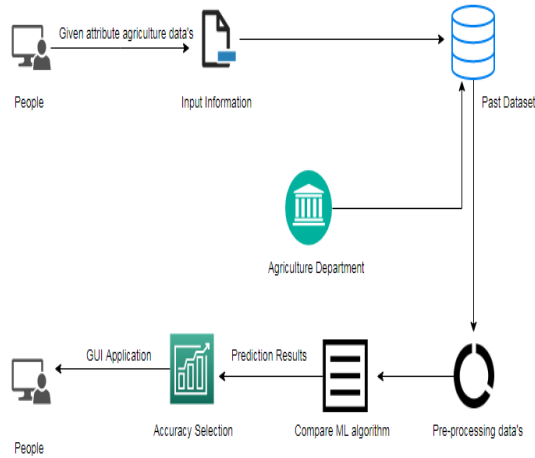 Given attribute agriculture data's
People
Input Information
Past Dataset
Agriculture Department
GUI Application
Prediction Results
People
Accuracy Selection
Compare ML algorithm
Pre-processing data's